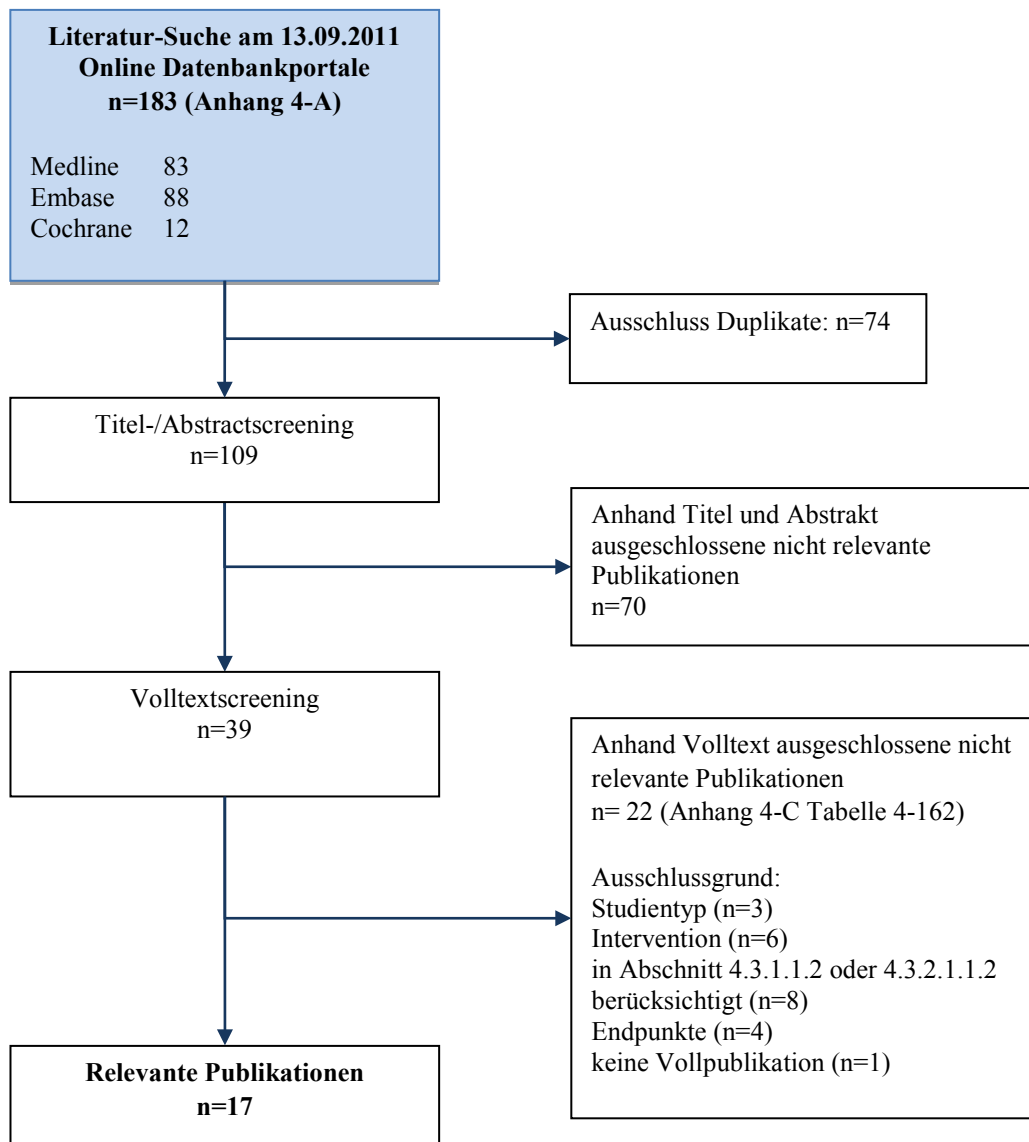 Literatur-Suche am 13.09.2011
Online Datenbankportale
n=183 (Anhang 4-A)
Medline 83
Embase 88
Cochrane 12
Ausschluss Duplikate: n=74
Titel-/Abstractscreening
n=109
Anhand Titel und Abstrakt
ausgeschlossene nicht relevante
Publikationen
n=70
Volltextscreening
n=39
Anhand Volltext ausgeschlossene nicht
relevante Publikationen
n= 22 (Anhang 4-C Tabelle 4-162)
Ausschlussgrund:
Studientyp (n=3)
Intervention (n=6)
in Abschnitt 4.3.1.1.2 oder 4.3.2.1.1.2
berücksichtigt (n=8)
Endpunkte (n=4)
keine Vollpublikation (n=1)
Relevante Publikationen
n=17